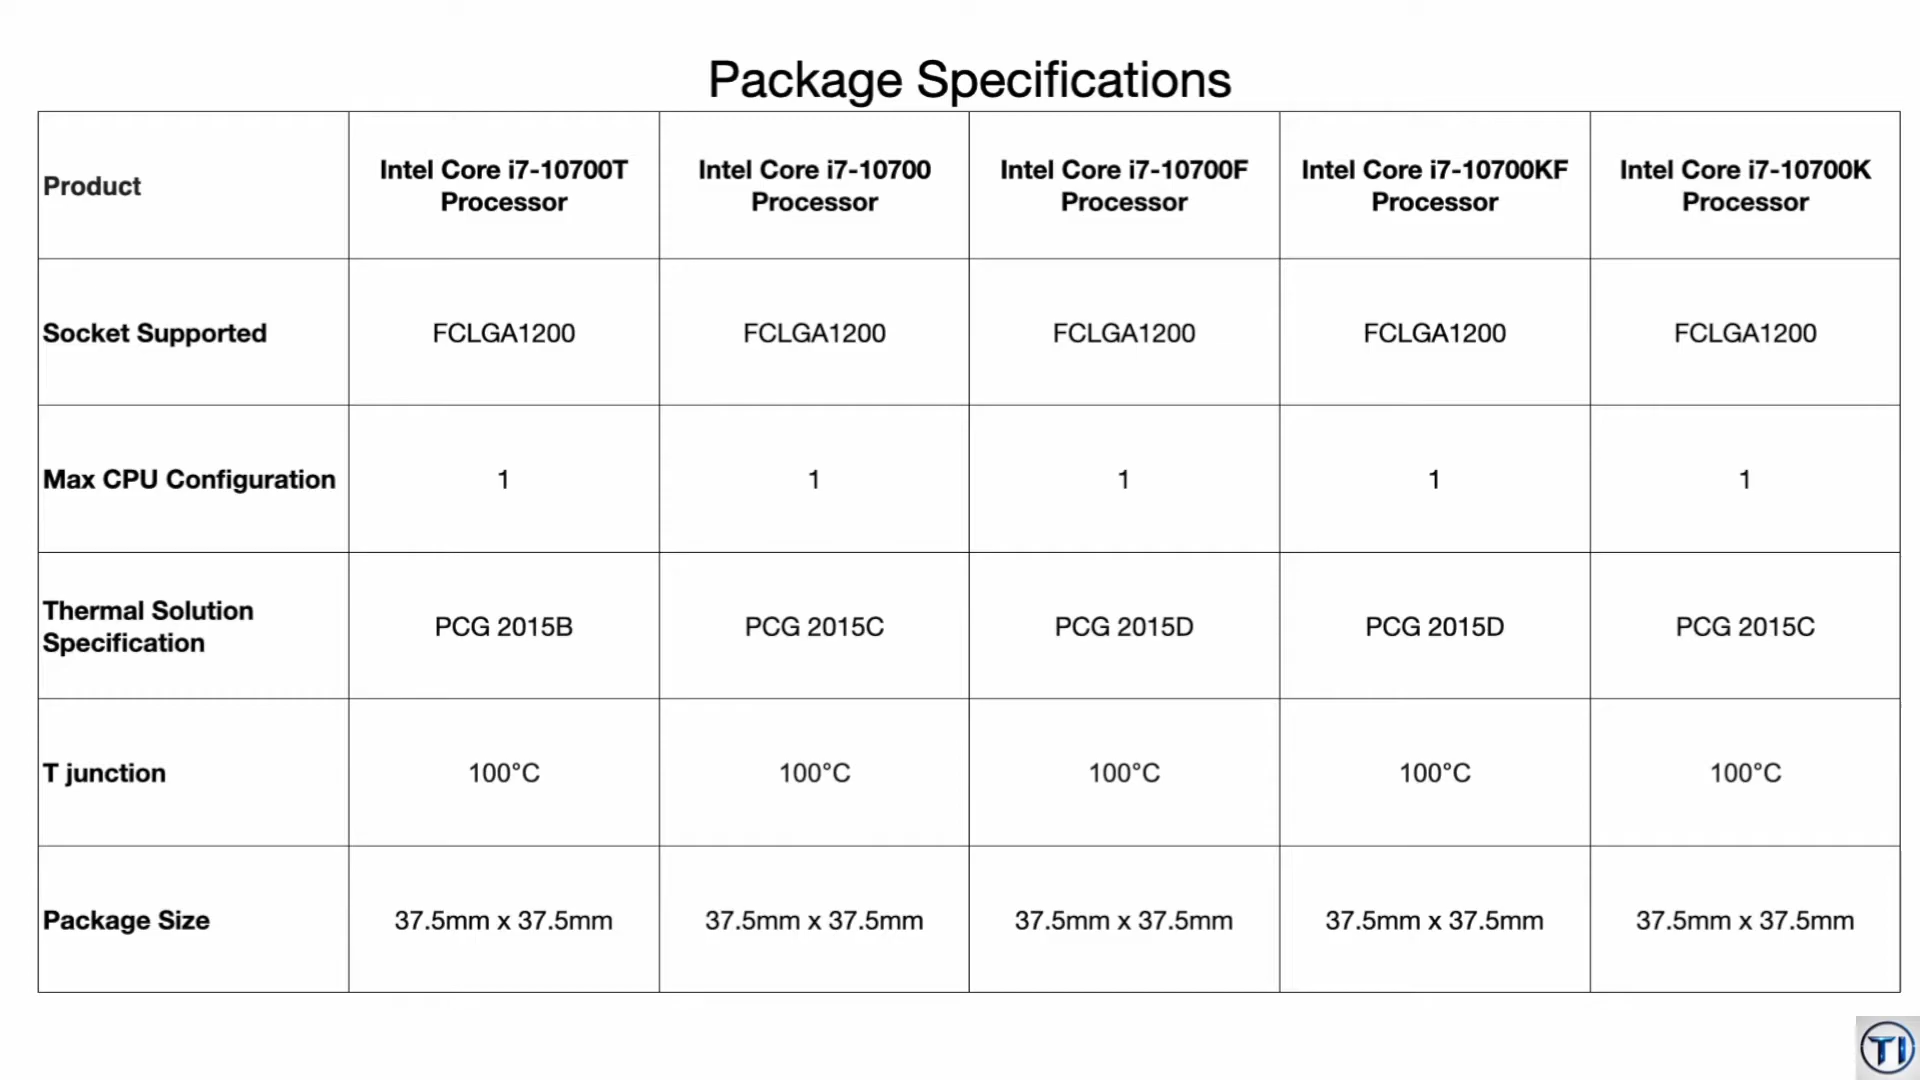 Package Specifications
Product
Intel Core i7-10700T
Processor
Intel Core i7-10700
Processor
Intel Core i7-10700F
Processor
Intel Core i7-10700KF
Processor
Intel Core i7-10700K
Processor
Socket Supported
FCLGA1200
FCLGA1200
FCLGA1200
FCLGA1200
FCLGA1200
Max CPU Configuration
1
1
1
1
1
Thermal Solution
Specification
PCG 2015B
PCG 2015C
PCG 2015D
PCG 2015D
PCG 2015C
T junction
100°C
100°C
100°C
100°C
100°C
Package Size
37.5mm x 37.5mm
37.5mm x 37.5mm
37.5mm x 37.5mm
37.5mm x 37.5mm
37.5mm x 37.5mm
TI